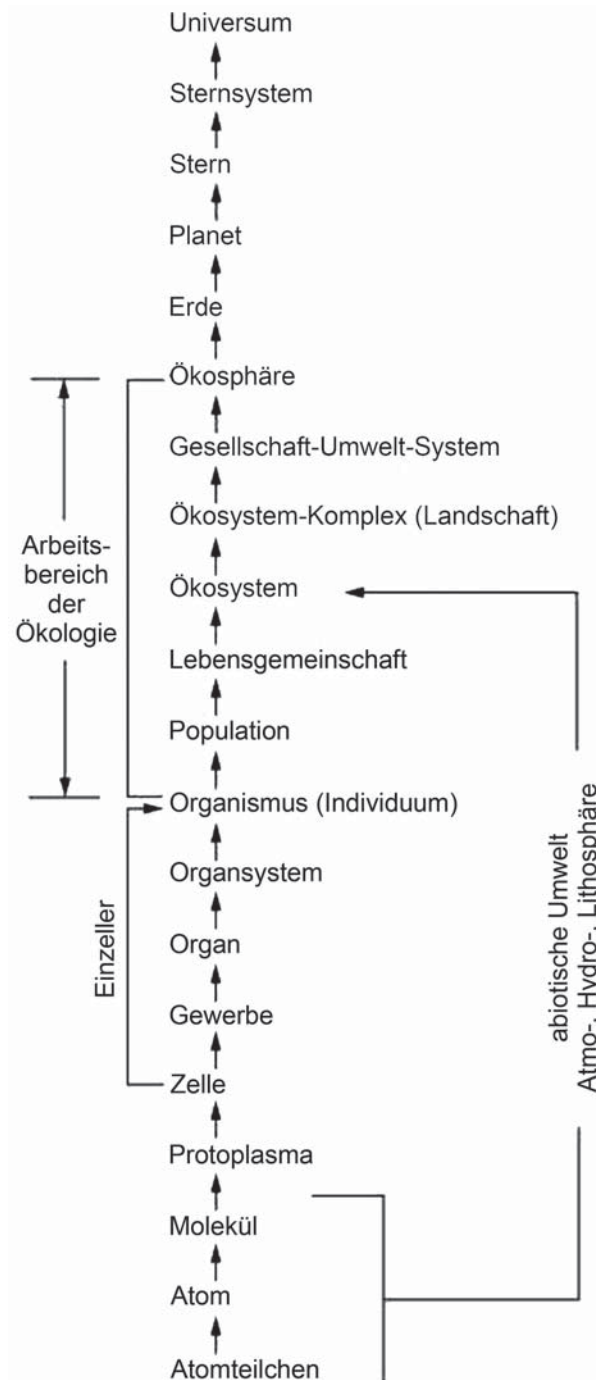 Universum
Sternsystem
Stern
Planet
Erde
Ökosphäre
Gesellschaft-Umwelt-System
Ökosystem-Komplex (Landschaft)
Arbeits-
bereich
der
Ökologie
Ökosystem
Lebensgemeinschaft
Population
Organismus (Individuum)
Organsystem
Organ
Gewerbe
Zelle
Einzeller
Protoplasma
Molekül
Atom
Atomteilchen
abiotische Umwelt
Atmo-, Hydro-, Lithosphäre